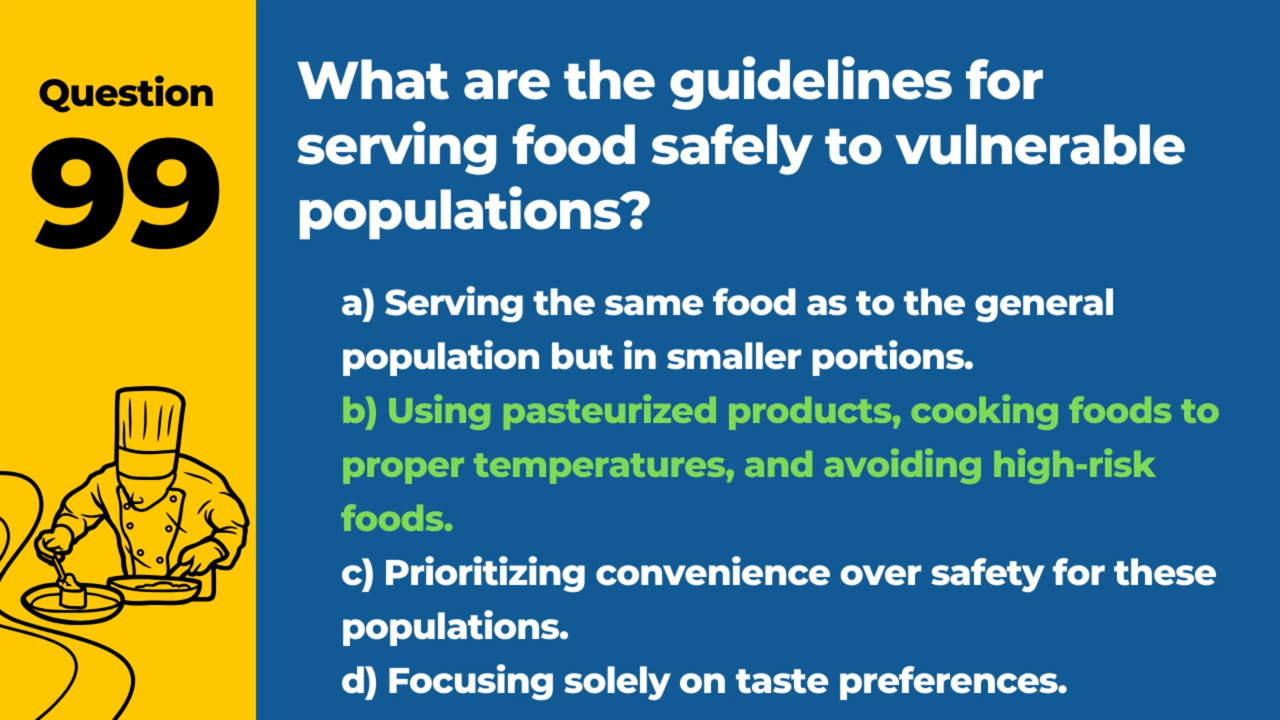 Question
99
What are the guidelines for
serving food safely to vulnerable
populations?
a) Serving the same food as to the general
population but in smaller portions.
b) Using pasteurized products, cooking foods to
proper temperatures, and avoiding high-risk
foods.
c) Prioritizing convenience over safety for these
populations.
d) Focusing solely on taste preferences.